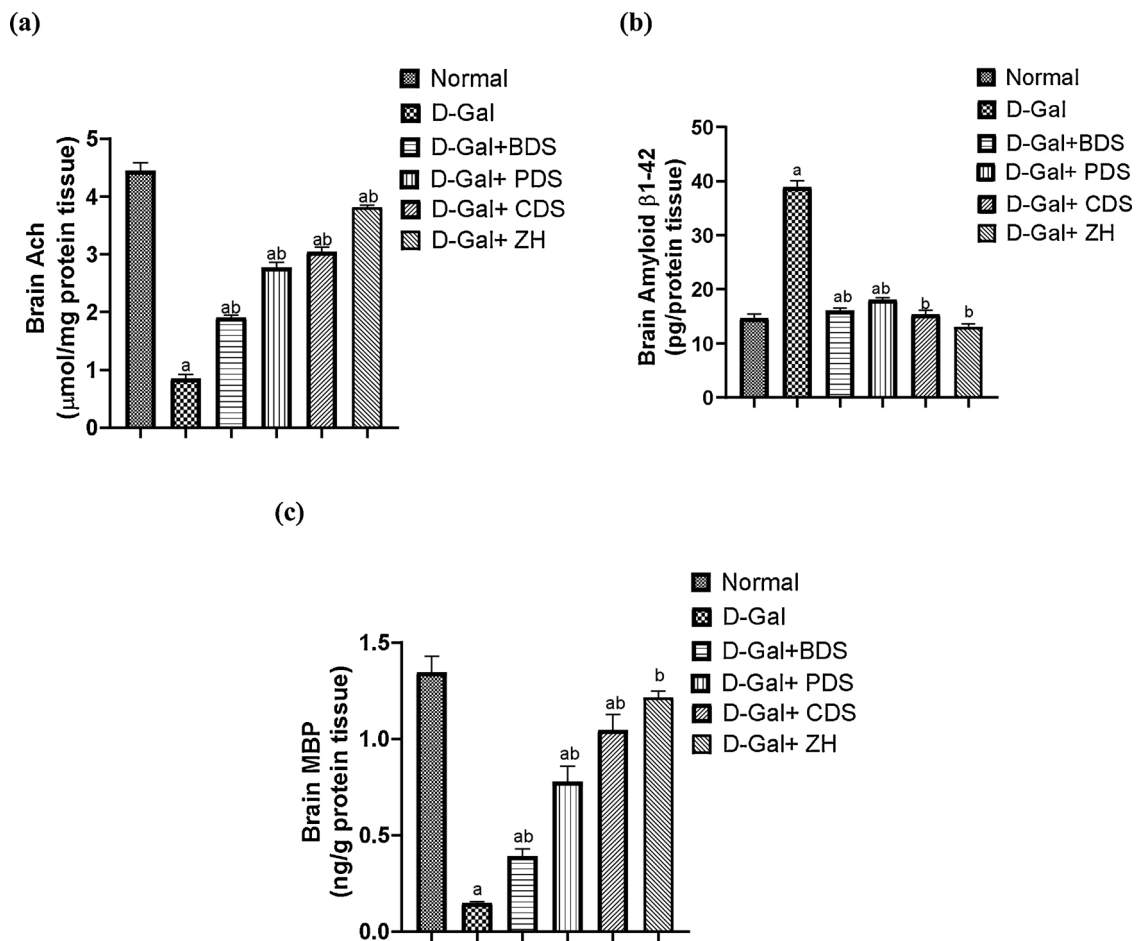 (a)
Normal
D-Gal
D-Gal+BDS
D-Gal+ PDS
D-Gal+ CDS
D-Gal+ ZH
Brain Ach
(μmol/mg protein tissue)
5
4
3
2
1
0
a
ab
ab
ab
ab
(b)
Normal
D-Gal
D-Gal+BDS
D-Gal+ PDS
D-Gal+ CDS
D-Gal+ ZH
Brain Amyloid β1-42
(pg/protein tissue)
50
40
30
20
10
0
a
ab
ab
b
b
(c)
Normal
D-Gal
D-Gal+BDS
D-Gal+ PDS
D-Gal+ CDS
D-Gal+ ZH
Brain MBP
(ng/g protein tissue)
1.5
1.0
0.5
0.0
a
ab
ab
ab
b